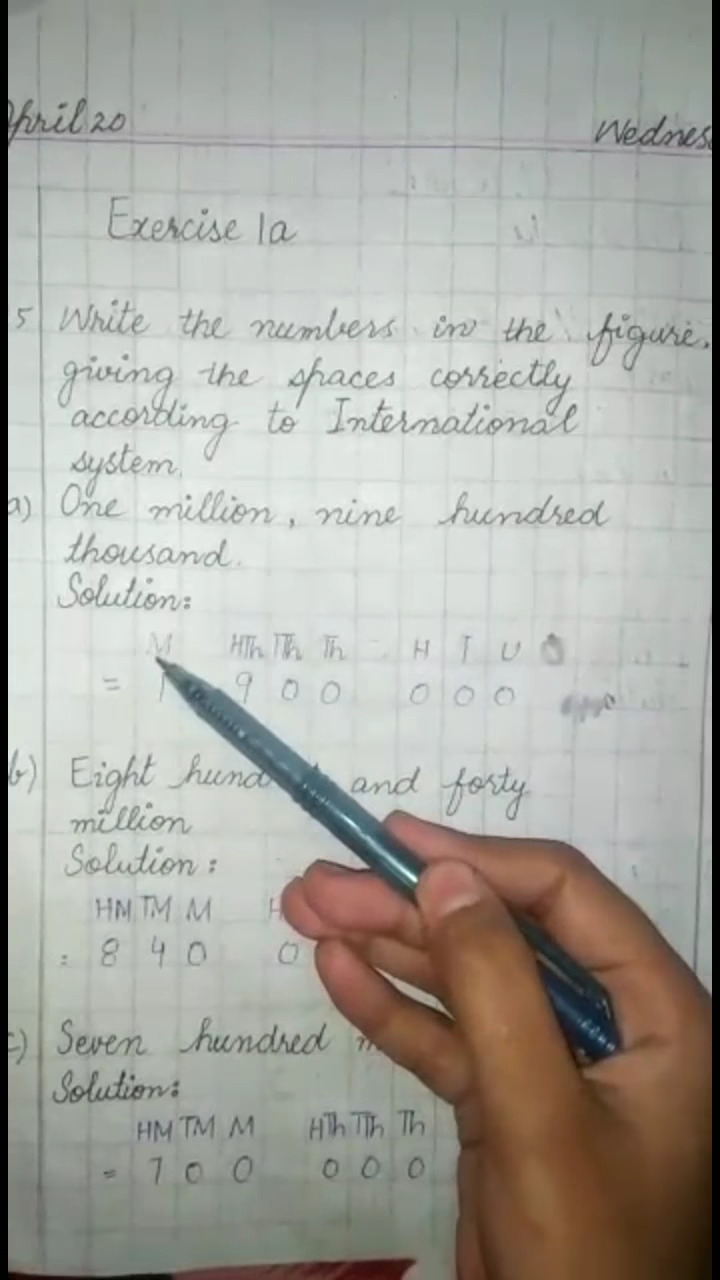 April 20 Wednes
Exercise 1a
5 Write the numbers in the figure,
giving the spaces correctly
according to International
system.
a) One million, nine hundred
thousand.
Solution:
M HTh TTh Th H T U
= 1 9 0 0 0 0 0
b) Eight hund and forty
million
Solution:
HM TM M H
: 8 4 0 0
c) Seven hundred m
Solution:
HM TM M HTh TTh Th
= 7 0 0 0 0 0